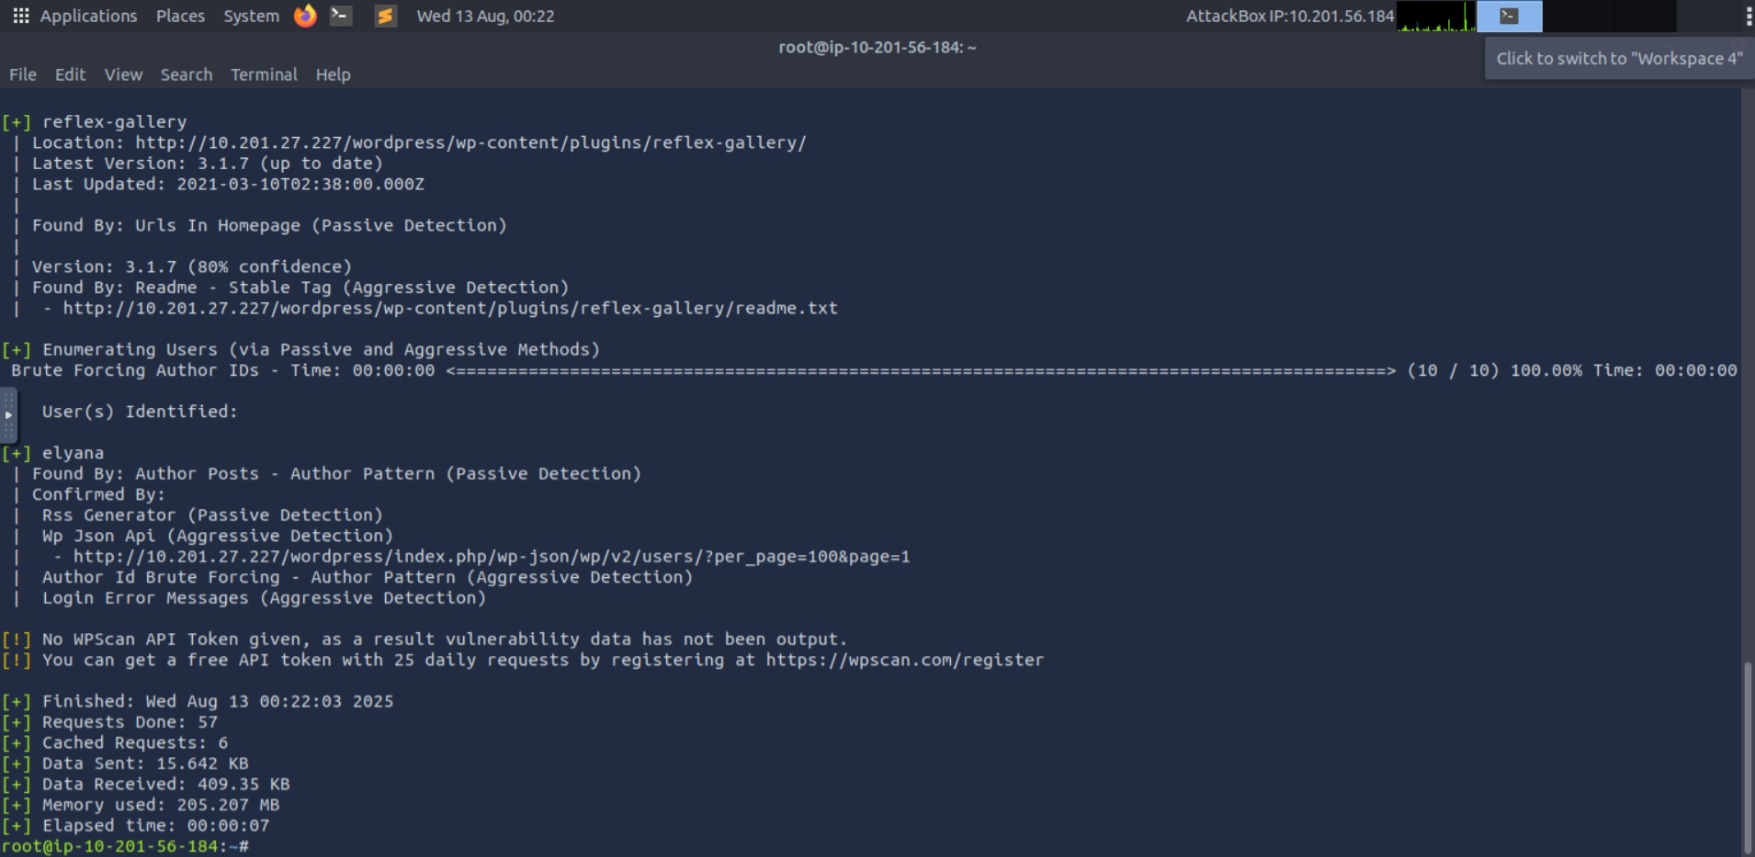 Applications Places System Wed 13 Aug, 00:22 AttackBox IP:10.201.56.184
root@ip-10-201-56-184: ~
Click to switch to "Workspace 4"
File Edit View Search Terminal Help
[+] reflex-gallery
| Location: http://10.201.27.227/wordpress/wp-content/plugins/reflex-gallery/
| Latest Version: 3.1.7 (up to date)
| Last Updated: 2021-03-10T02:38:00.000Z
|
| Found By: Urls In Homepage (Passive Detection)
|
| Version: 3.1.7 (80% confidence)
| Found By: Readme - Stable Tag (Aggressive Detection)
|  - http://10.201.27.227/wordpress/wp-content/plugins/reflex-gallery/readme.txt
[+] Enumerating Users (via Passive and Aggressive Methods)
Brute Forcing Author IDs - Time: 00:00:00 <==========================================================================================> (10 / 10) 100.00% Time: 00:00:00
User(s) Identified:
[+] elyana
| Found By: Author Posts - Author Pattern (Passive Detection)
| Confirmed By:
|  Rss Generator (Passive Detection)
|  Wp Json Api (Aggressive Detection)
|   - http://10.201.27.227/wordpress/index.php/wp-json/wp/v2/users/?per_page=100&page=1
|  Author Id Brute Forcing - Author Pattern (Aggressive Detection)
|  Login Error Messages (Aggressive Detection)
[!] No WPScan API Token given, as a result vulnerability data has not been output.
[!] You can get a free API token with 25 daily requests by registering at https://wpscan.com/register
[+] Finished: Wed Aug 13 00:22:03 2025
[+] Requests Done: 57
[+] Cached Requests: 6
[+] Data Sent: 15.642 KB
[+] Data Received: 409.35 KB
[+] Memory used: 205.207 MB
[+] Elapsed time: 00:00:07
root@ip-10-201-56-184:~#